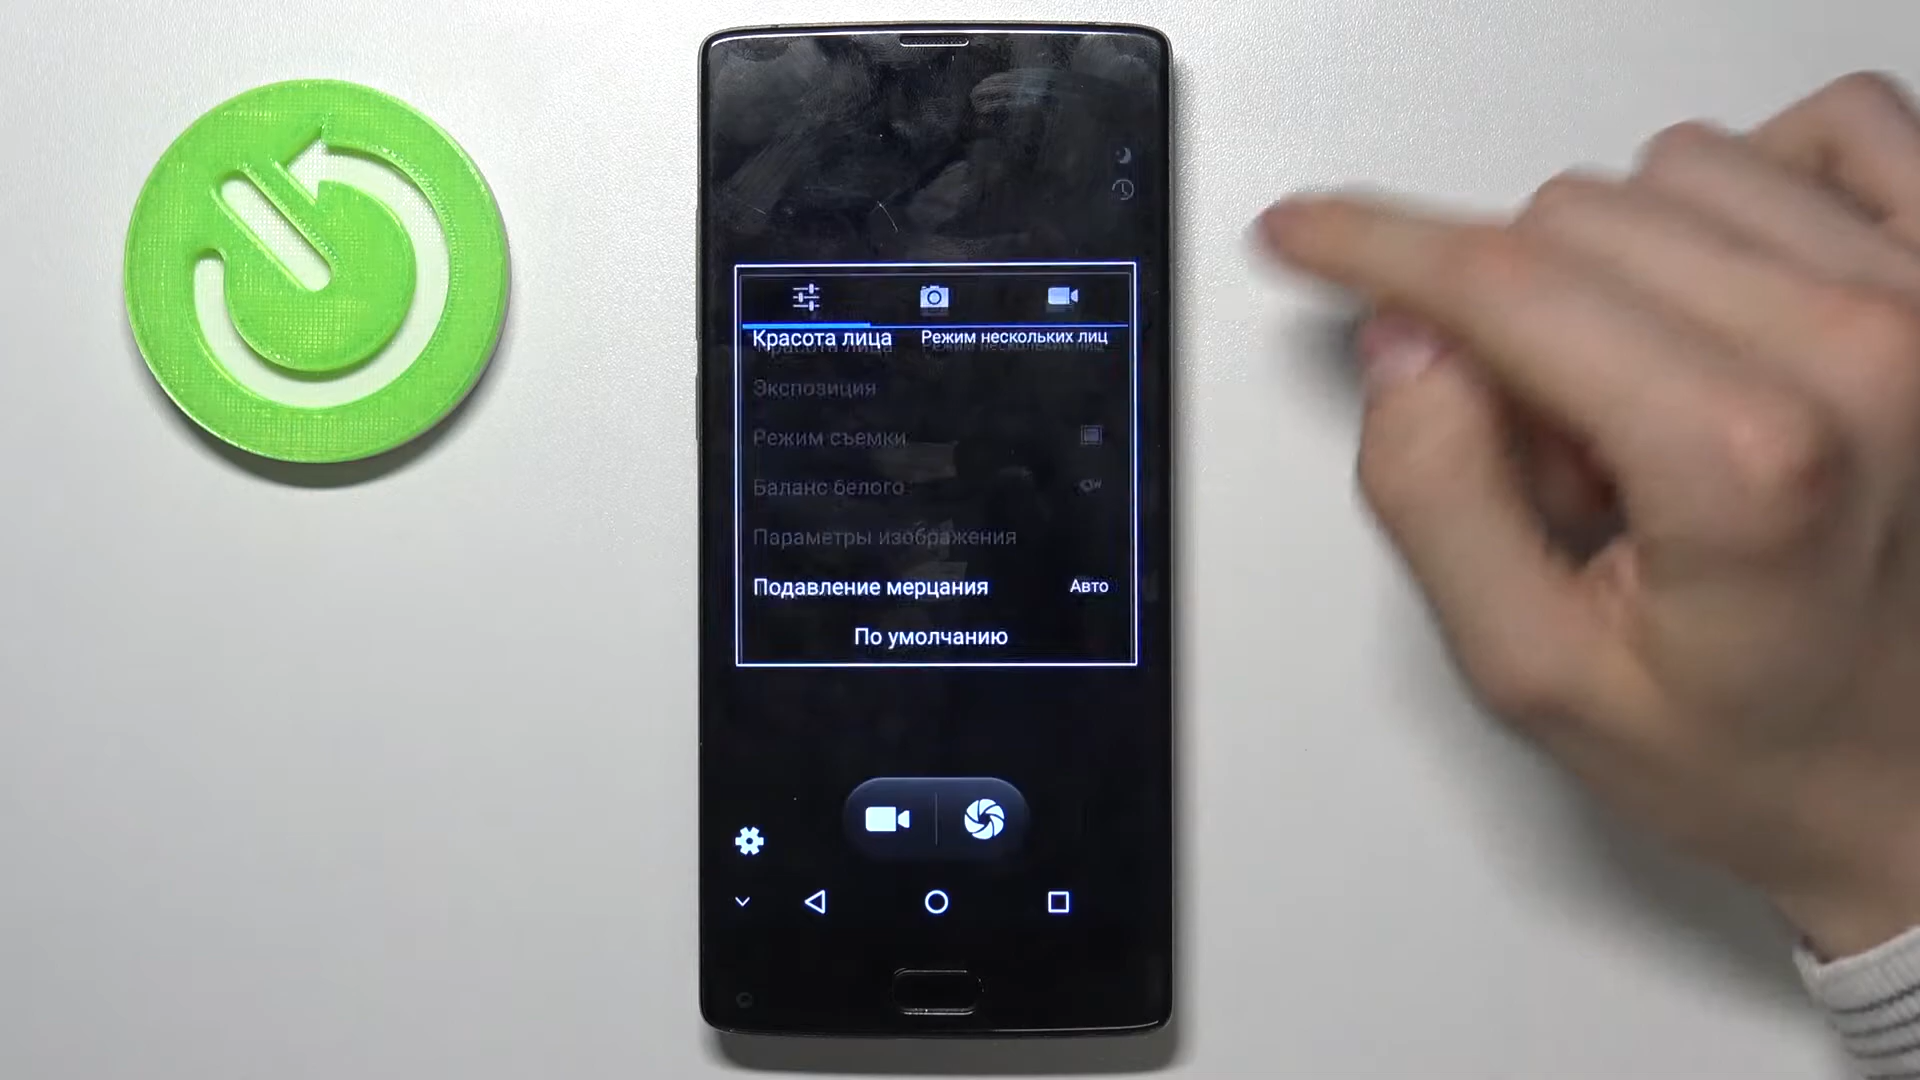 Красота лица Режим нескольких лиц
Экспозиция
Режим съемки
Баланс белого
Параметры изображения
Подавление мерцания Авто
По умолчанию